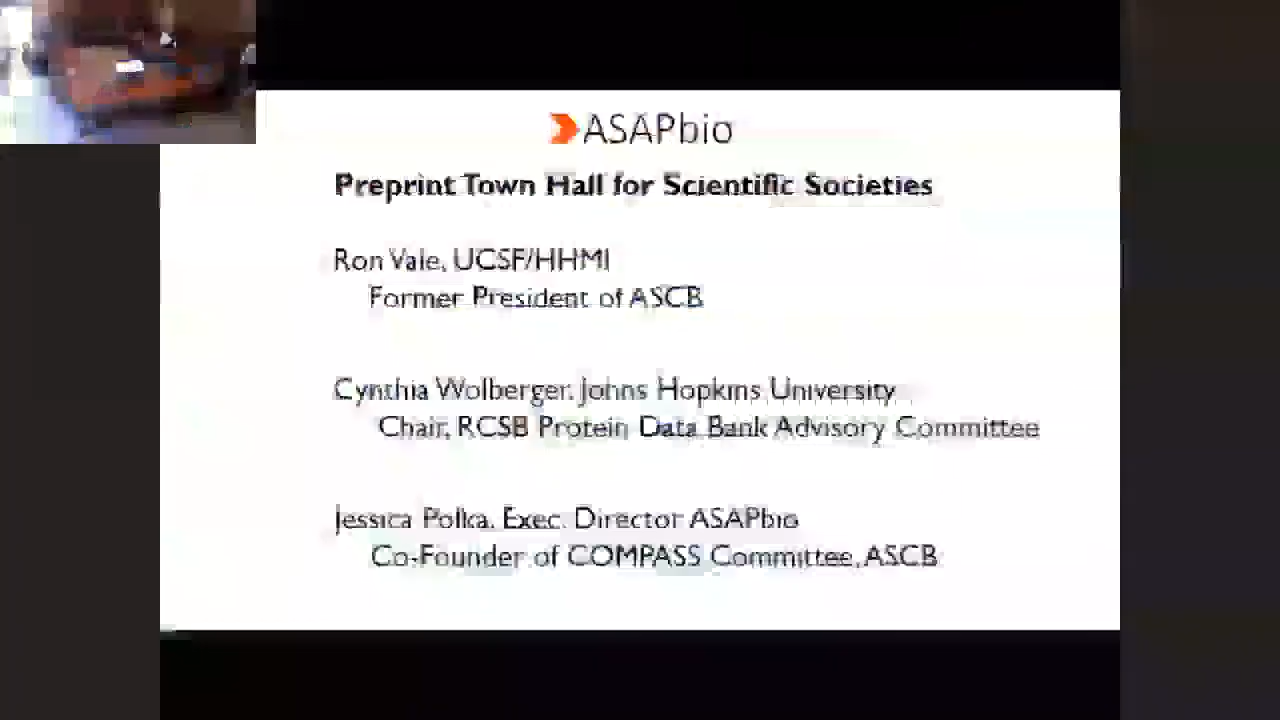 ASAPbio
Preprint Town Hall for Scientific Societies
Ron Vale, UCSF/HHMI
Former President of ASCB
Cynthia Wolberger, Johns Hopkins University
Chair, RCSB Protein Data Bank Advisory Committee
Jessica Polka, Exec. Director ASAPbio
Co-Founder of COMPASS Committee, ASCB